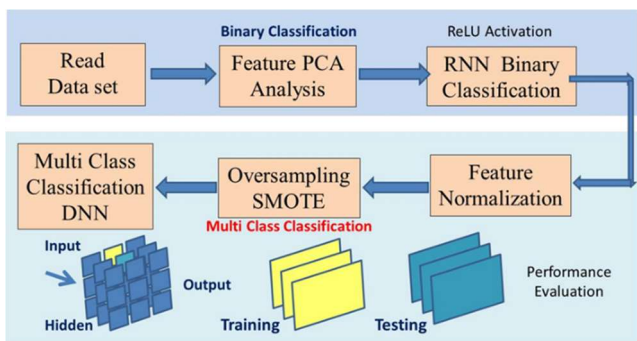 Binary Classification
ReLU Activation
Read
Data set
Feature PCA
Analysis
RNN Binary
Classification
Multi Class
Classification
DNN
Oversampling
SMOTE
Feature
Normalization
Multi Class Classification
Input
Output
Hidden
Training
Testing
Performance
Evaluation